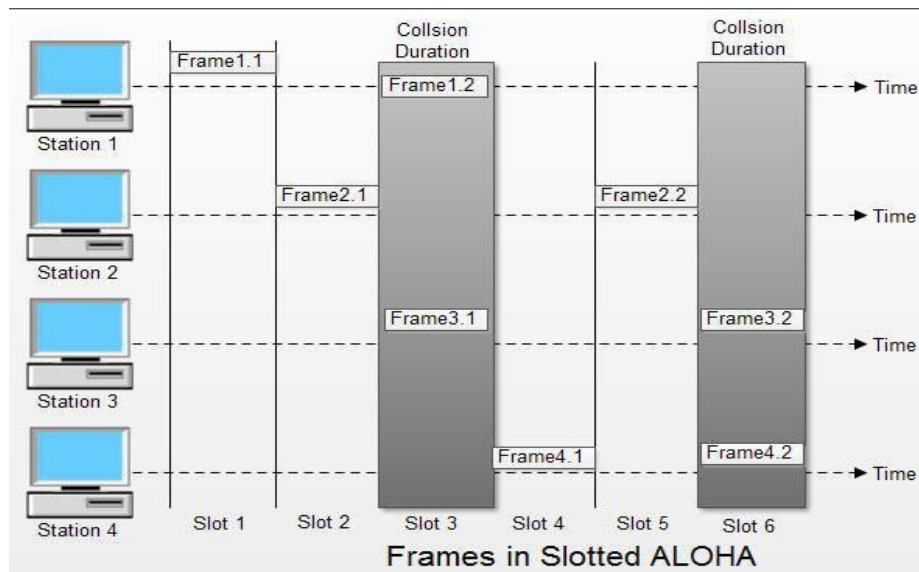 Collsion
Duration
Collsion
Duration
Frame1.1
Frame1.2
Time
Station 1
Frame2.1
Frame2.2
Time
Station 2
Frame3.1
Frame3.2
Time
Station 3
Frame4.1
Frame4.2
Time
Station 4
Slot 1
Slot 2
Slot 3
Slot 4
Slot 5
Slot 6
Frames in Slotted ALOHA